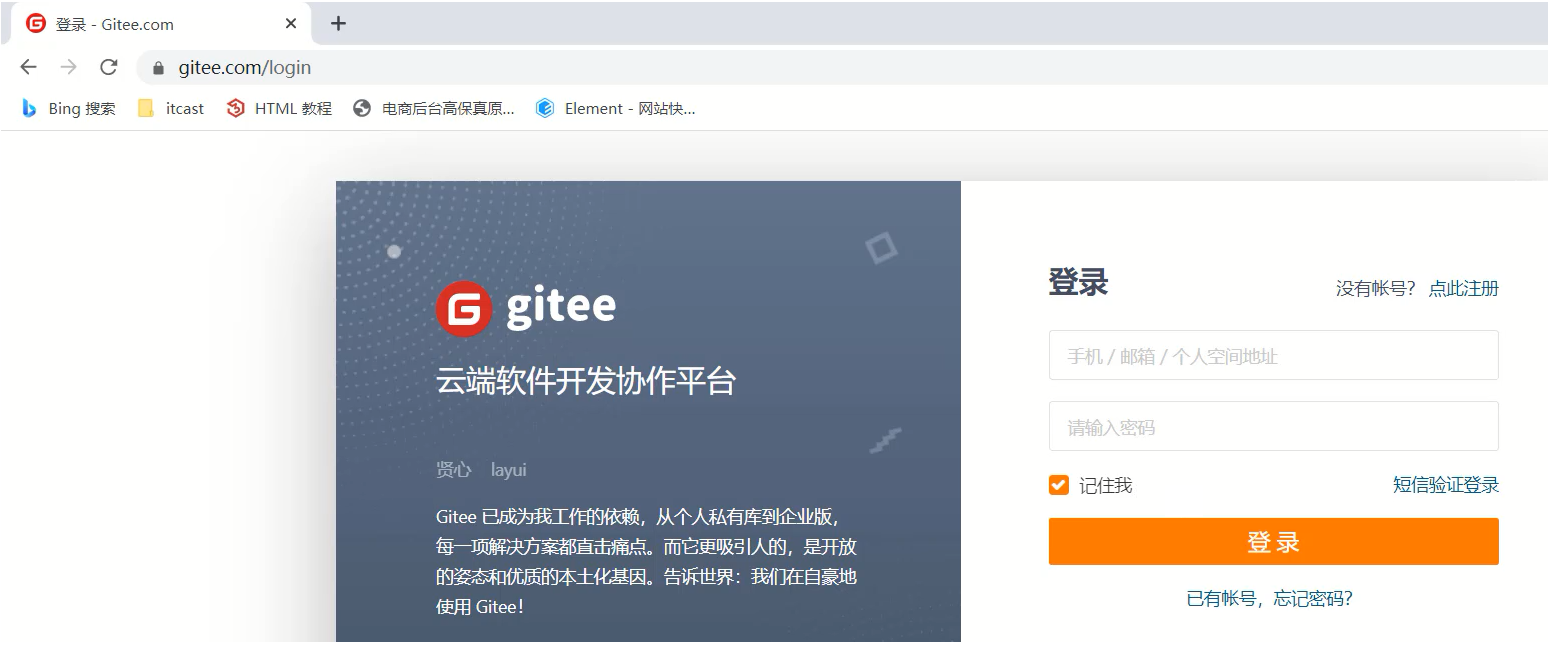 登录 - Gitee.com
gitee.com/login
Bing 搜索 itcast HTML 教程 电商后台高保真原... Element - 网站快...
gitee
云端软件开发协作平台
贤心 layui
Gitee 已成为我工作的依赖，从个人私有库到企业版，
每一项解决方案都直击痛点。而它更吸引人的，是开放
的姿态和优质的本土化基因。告诉世界：我们在自豪地
使用 Gitee！
登录
没有帐号？ 点此注册
手机 / 邮箱 / 个人空间地址
请输入密码
记住我 短信验证登录
登 录
已有帐号，忘记密码？